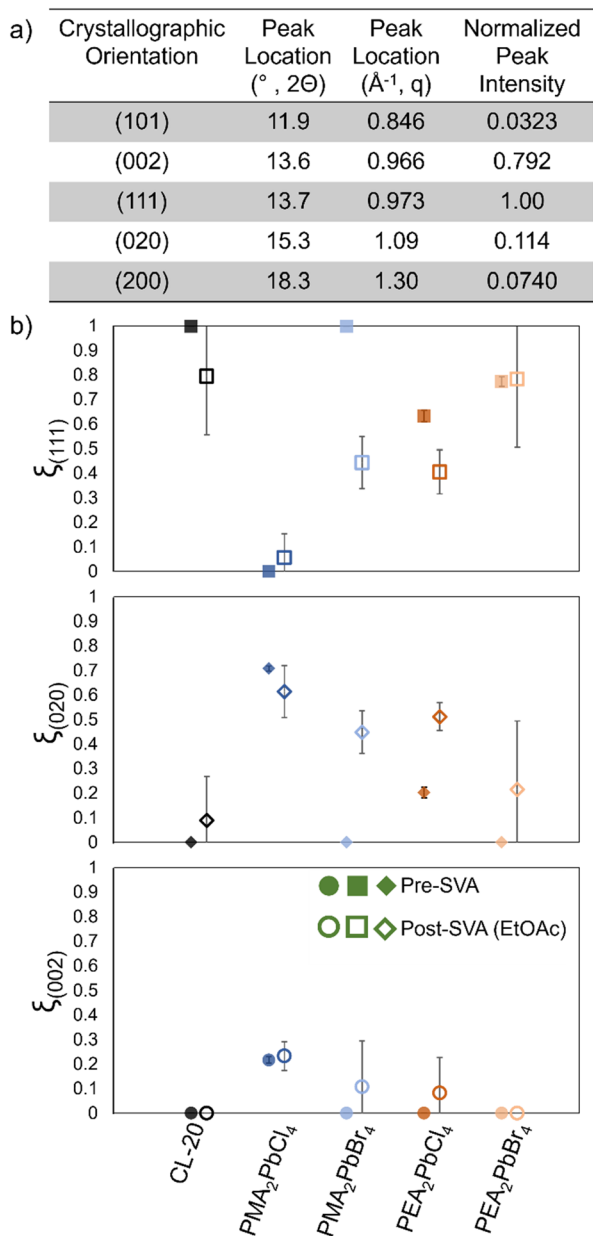 a)
Crystallographic Orientation Peak Location (° , 2Θ) Peak Location (Å⁻¹, q) Normalized Peak Intensity
(101) 11.9 0.846 0.0323
(002) 13.6 0.966 0.792
(111) 13.7 0.973 1.00
(020) 15.3 1.09 0.114
(200) 18.3 1.30 0.0740
b)
ξ(111)
1
0.9
0.8
0.7
0.6
0.5
0.4
0.3
0.2
0.1
0
ξ(020)
1
0.9
0.8
0.7
0.6
0.5
0.4
0.3
0.2
0.1
0
ξ(002)
1
0.9
0.8
0.7
0.6
0.5
0.4
0.3
0.2
0.1
0
Pre-SVA
Post-SVA (EtOAc)
CL-20
PMA₂PbCl₄
PMA₂PbBr₄
PEA₂PbCl₄
PEA₂PbBr₄